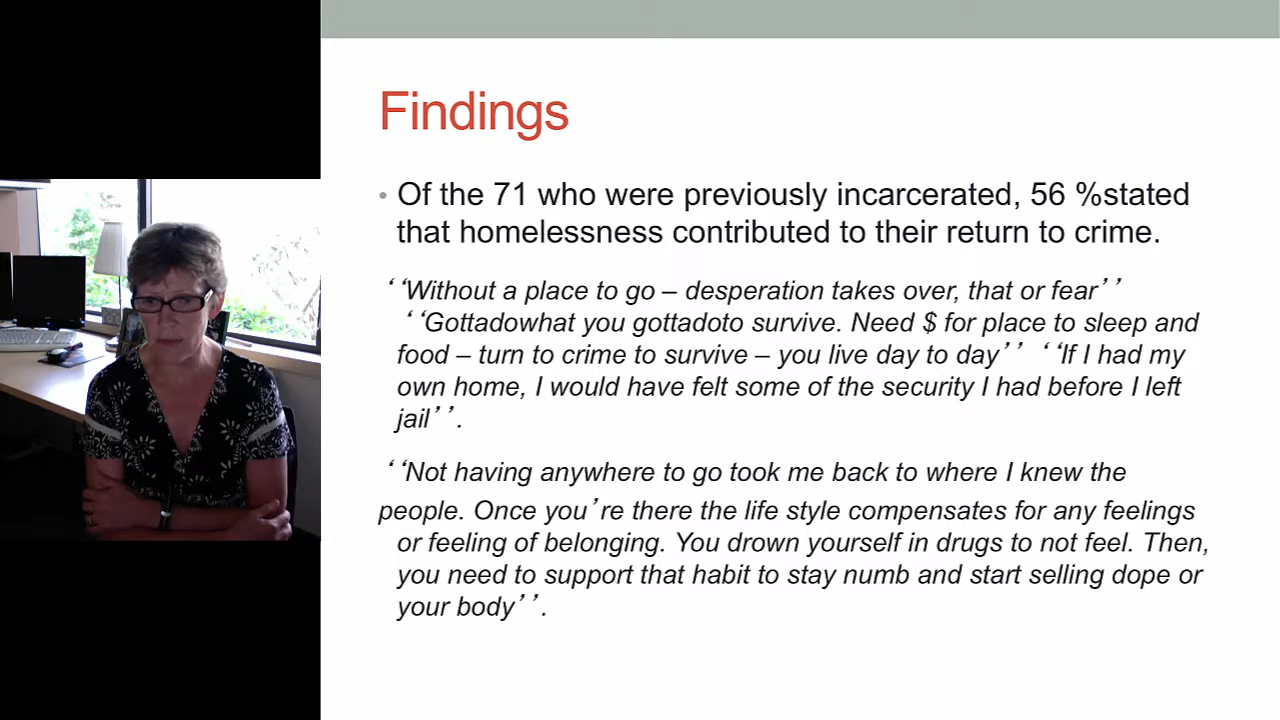 Findings
• Of the 71 who were previously incarcerated, 56 %stated
that homelessness contributed to their return to crime.
‘‘Without a place to go – desperation takes over, that or fear’’
‘‘Gottadowhat you gottadoto survive. Need $ for place to sleep and
food – turn to crime to survive – you live day to day’’ ‘‘If I had my
own home, I would have felt some of the security I had before I left
jail’’.
‘‘Not having anywhere to go took me back to where I knew the
people. Once you’re there the life style compensates for any feelings
or feeling of belonging. You drown yourself in drugs to not feel. Then,
you need to support that habit to stay numb and start selling dope or
your body’’.